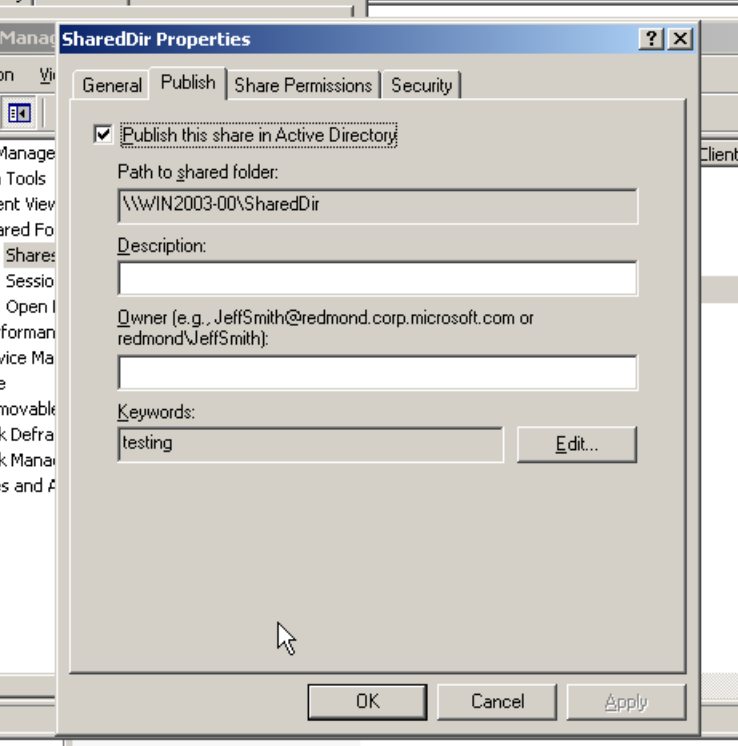 Manag
SharedDir Properties
on Vi
General Publish Share Permissions Security
Publish this share in Active Directory
Manage
Client
Path to shared folder:
Tools
ent View
\\WIN2003-00\SharedDir
ared Fo
Shares
Description:
Sessio
Open
Owner (e.g., JeffSmith@redmond.corp.microsoft.com or
redmond\JeffSmith):
forman
vice Ma
e
movable
Keywords:
k Defra
testing
Edit...
k Mana
s and A
OK Cancel Apply